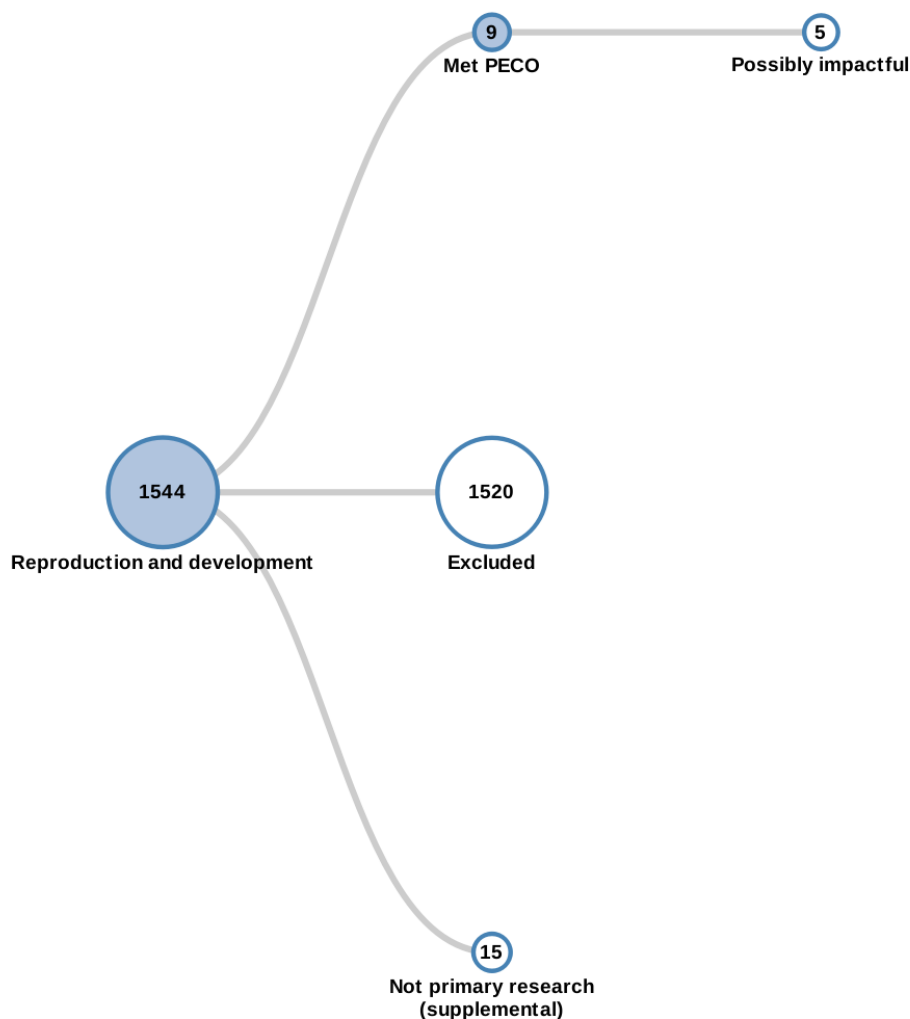 9
Met PECO
5
Possibly impactful
1544
Reproduction and development
1520
Excluded
15
Not primary research
(supplemental)